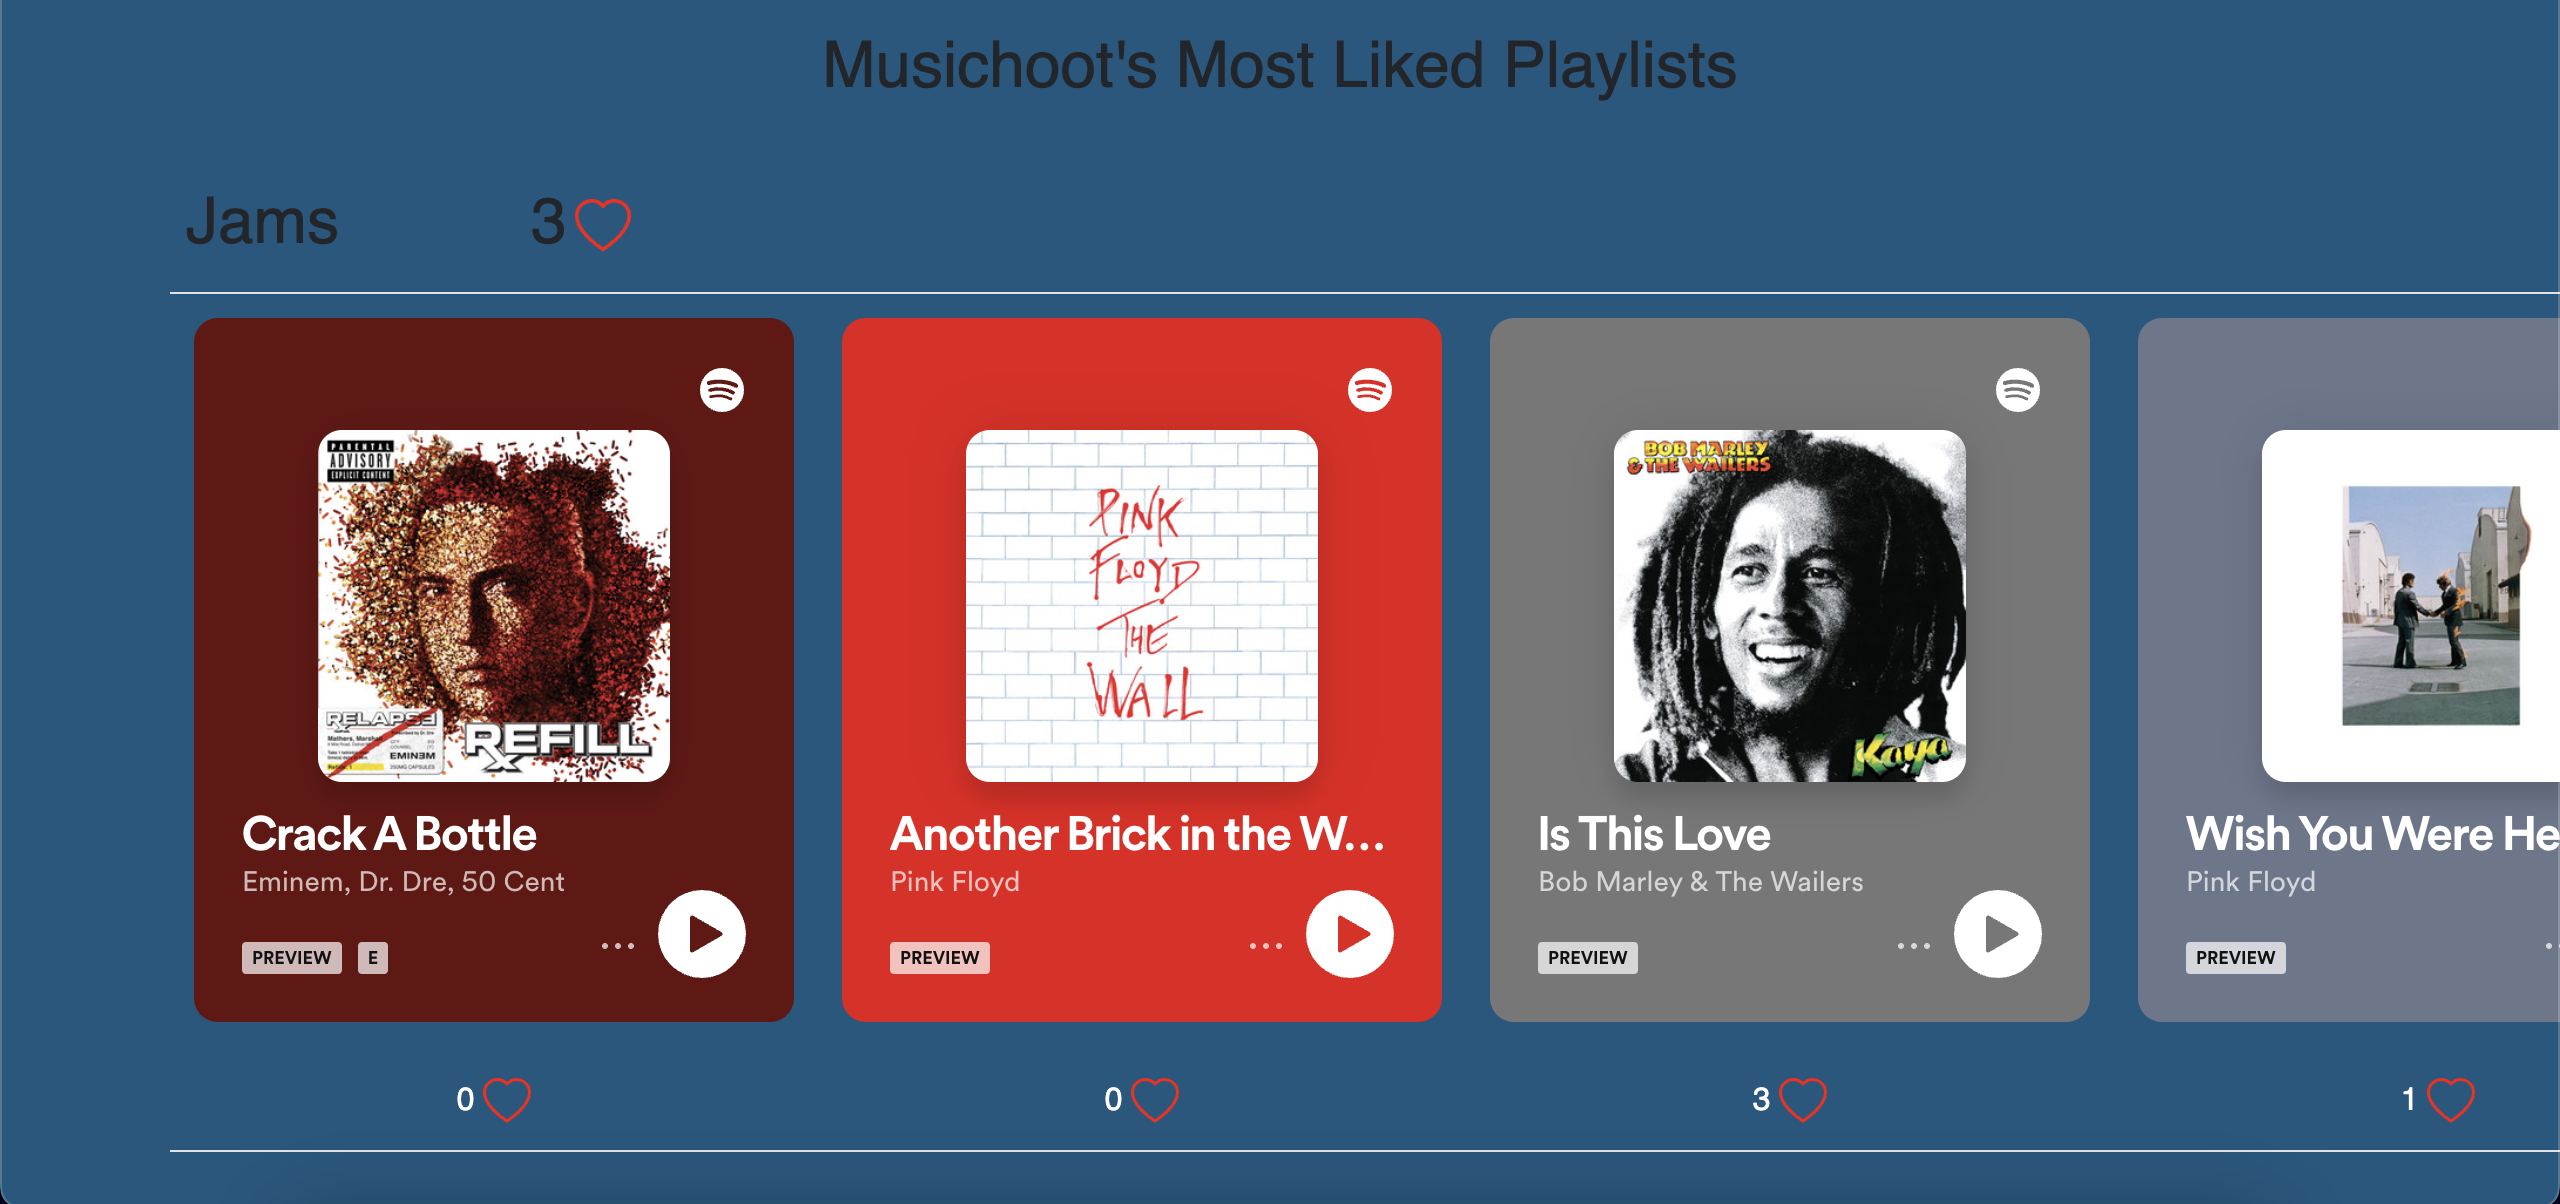 Musichoot's Most Liked Playlists
Jams 3
PARENTAL
ADVISORY
EXPLICIT CONTENT
RELAPSE
EMINEM
REFILL
Crack A Bottle
Eminem, Dr. Dre, 50 Cent
PREVIEW E
0
PINK
FLOYD
THE
WALL
Another Brick in the W...
Pink Floyd
PREVIEW
0
BOB MARLEY
& THE WAILERS
Kaya
Is This Love
Bob Marley & The Wailers
PREVIEW
3
Wish You Were He
Pink Floyd
PREVIEW
1